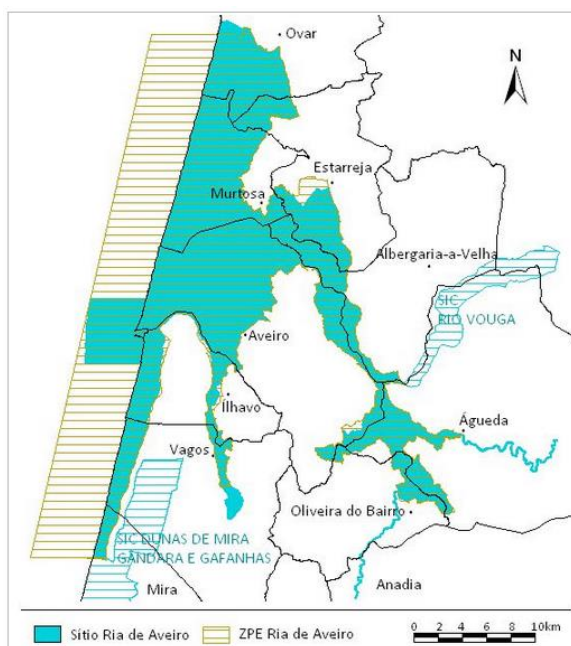 Ovar
N
Estarreja
Murtosa
Albergaria-a-Velha
SIC
RIO VOUGA
Aveiro
Ílhavo
Águeda
Vagos
Oliveira do Bairro
SIC DUNAS DE MIRA
GÂNDARA E GAFANHAS
Mira
Anadia
Sítio Ria de Aveiro
ZPE Ria de Aveiro
0 2 4 6 8 10km